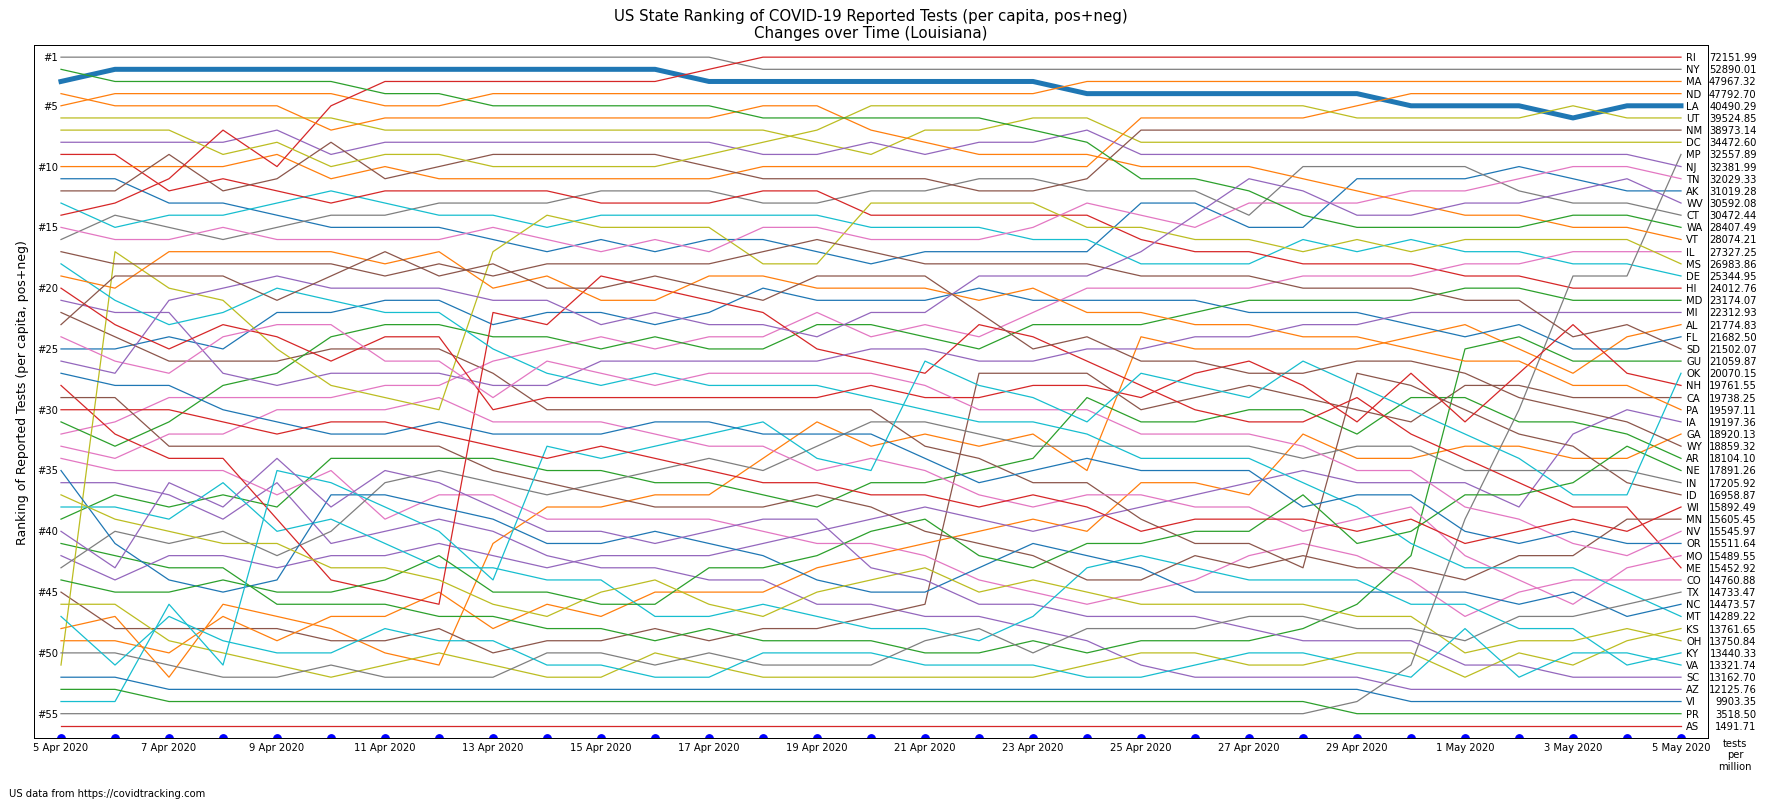 US State Ranking of COVID-19 Reported Tests (per capita, pos+neg)
Changes over Time (Louisiana)
Ranking of Reported Tests (per capita, pos+neg)
#1
#5
#10
#15
#20
#25
#30
#35
#40
#45
#50
#55
RI 72151.99
NY 52890.01
MA 47967.32
ND 47792.70
LA 40490.29
UT 39524.85
NM 38973.14
DC 34472.60
MP 32557.89
NJ 32381.99
TN 32029.33
AK 31019.28
WV 30592.08
CT 30472.44
WA 28407.49
VT 28074.21
IL 27327.25
MS 26983.86
DE 25344.95
HI 24012.76
MD 23174.07
MI 22312.93
AL 21774.83
FL 21682.50
SD 21502.07
GU 21059.87
OK 20070.15
NH 19761.55
CA 19738.25
PA 19597.11
IA 19197.36
GA 18920.13
WY 18859.32
AR 18104.10
NE 17891.26
IN 17205.92
ID 16958.87
WI 15892.49
MN 15605.45
NV 15545.97
OR 15511.64
MO 15489.55
ME 15452.92
CO 14760.88
TX 14733.47
NC 14473.57
MT 14289.22
KS 13761.65
OH 13750.84
KY 13440.33
VA 13321.74
SC 13162.70
AZ 12125.76
VI 9903.35
PR 3518.50
AS 1491.71
5 Apr 2020 7 Apr 2020 9 Apr 2020 11 Apr 2020 13 Apr 2020 15 Apr 2020 17 Apr 2020 19 Apr 2020 21 Apr 2020 23 Apr 2020 25 Apr 2020 27 Apr 2020 29 Apr 2020 1 May 2020 3 May 2020 5 May 2020
tests
per
million
US data from https://covidtracking.com